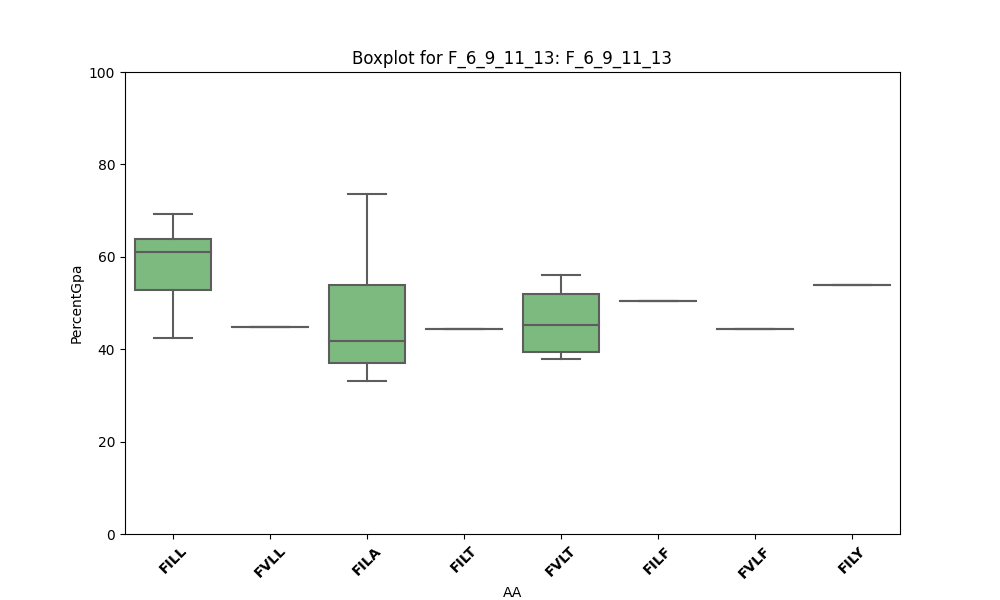 Boxplot for F_6_9_11_13: F_6_9_11_13
100
80
60
40
20
0
PercentGpa
FILL
FVLL
FILA
FILT
FVLT
FILF
FVLF
FILY
AA